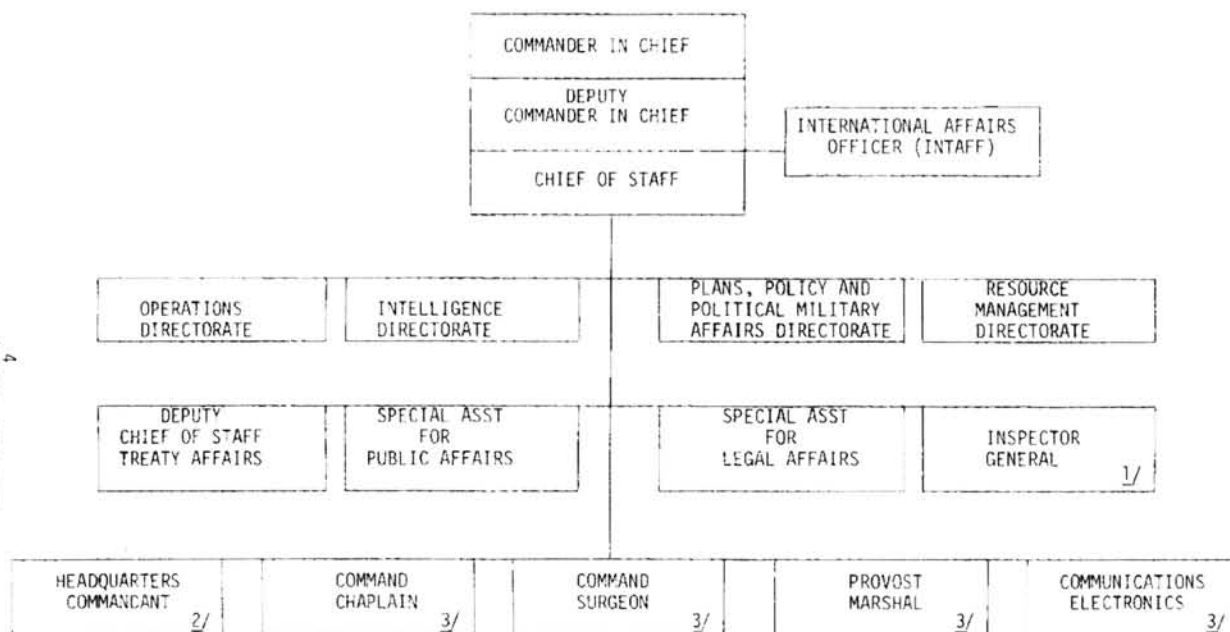 COMMANDER IN CHIEF
DEPUTY
COMMANDER IN CHIEF
CHIEF OF STAFF
INTERNATIONAL AFFAIRS
OFFICER (INTAFF)
OPERATIONS
DIRECTORATE
INTELLIGENCE
DIRECTORATE
PLANS, POLICY AND
POLITICAL MILITARY
AFFAIRS DIRECTORATE
RESOURCE
MANAGEMENT
DIRECTORATE
4
DEPUTY
CHIEF OF STAFF
TREATY AFFAIRS
SPECIAL ASST
FOR
PUBLIC AFFAIRS
SPECIAL ASST
FOR
LEGAL AFFAIRS
INSPECTOR
GENERAL
1/
HEADQUARTERS
COMMANDANT
2/
COMMAND
CHAPLAIN
3/
COMMAND
SURGEON
3/
PROVOST
MARSHAL
3/
COMMUNICATIONS
ELECTRONICS
3/